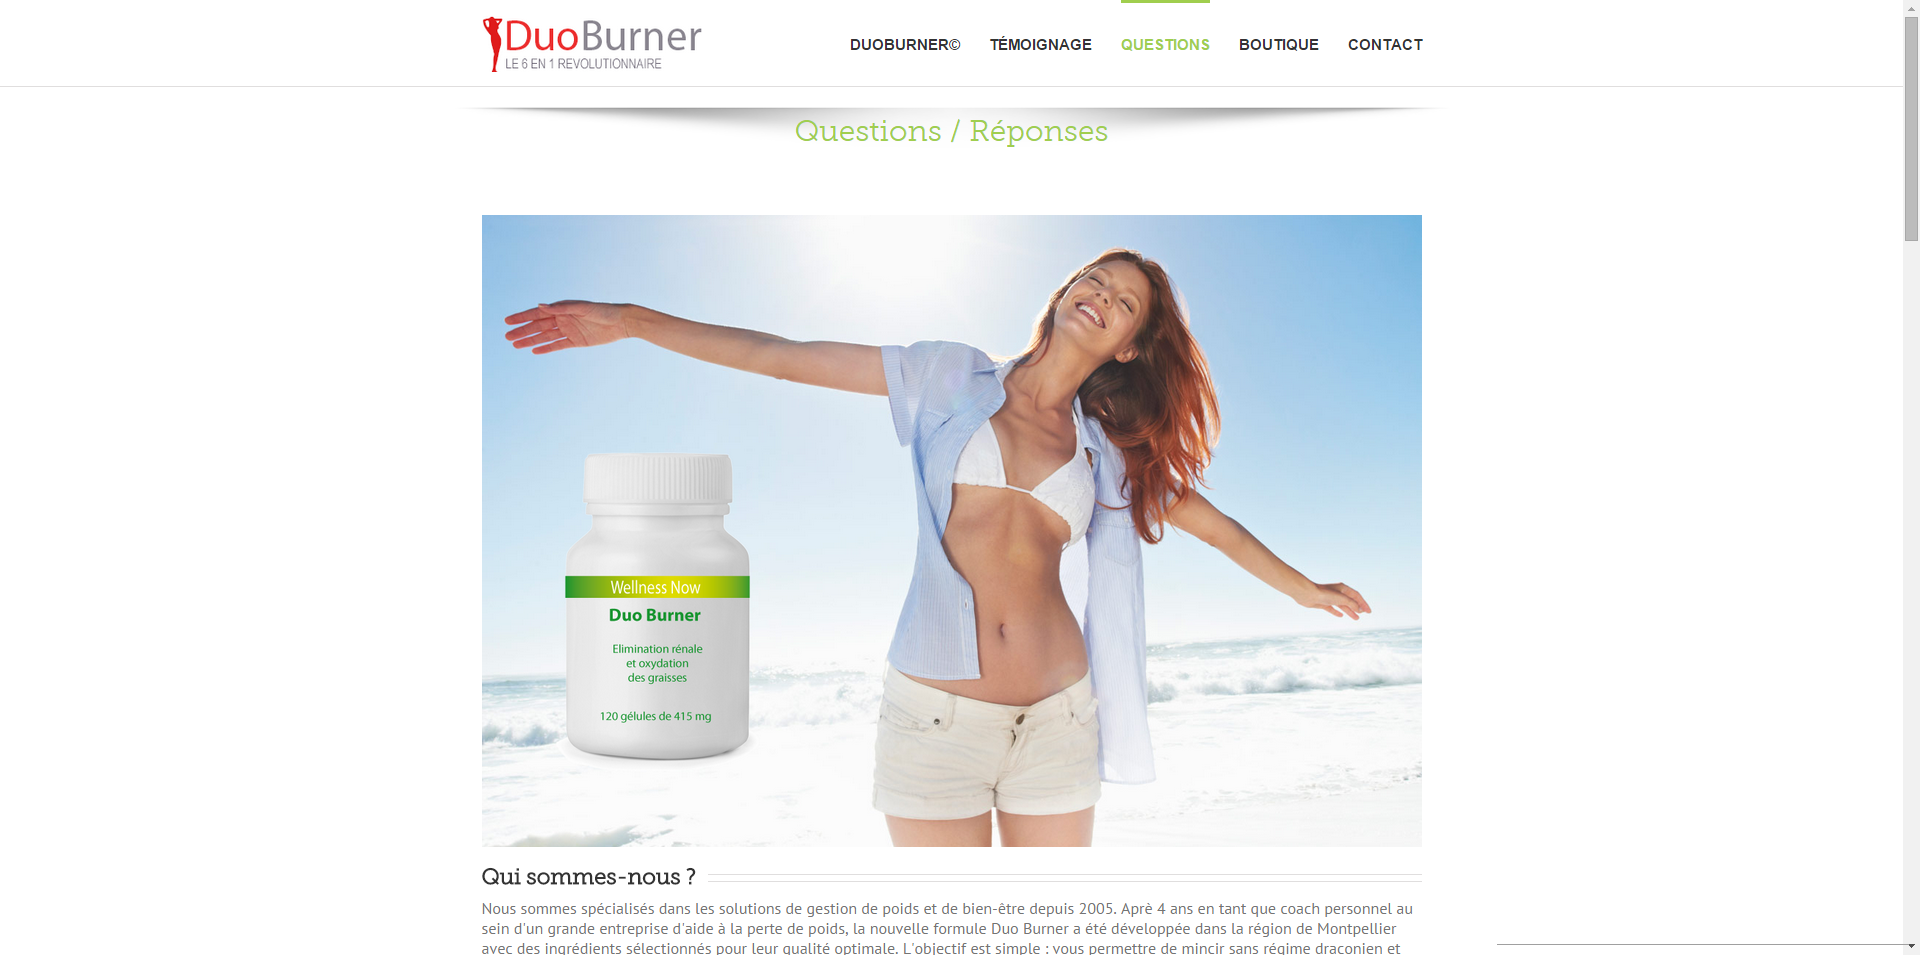 DuoBurner
LE 6 EN 1 REVOLUTIONNAIRE
DUOBURNER© TÉMOIGNAGE QUESTIONS BOUTIQUE CONTACT
Questions / Réponses
Wellness Now
Duo Burner
Elimination rénale
et oxydation
des graisses
120 gélules de 415 mg
Qui sommes-nous ?
Nous sommes spécialisés dans les solutions de gestion de poids et de bien-être depuis 2005. Aprè 4 ans en tant que coach personnel au
sein d'un grande entreprise d'aide à la perte de poids, la nouvelle formule Duo Burner a été développée dans la région de Montpellier
avec des ingrédients sélectionnés pour leur qualité optimale. L'objectif est simple : vous permettre de mincir sans régime draconien et